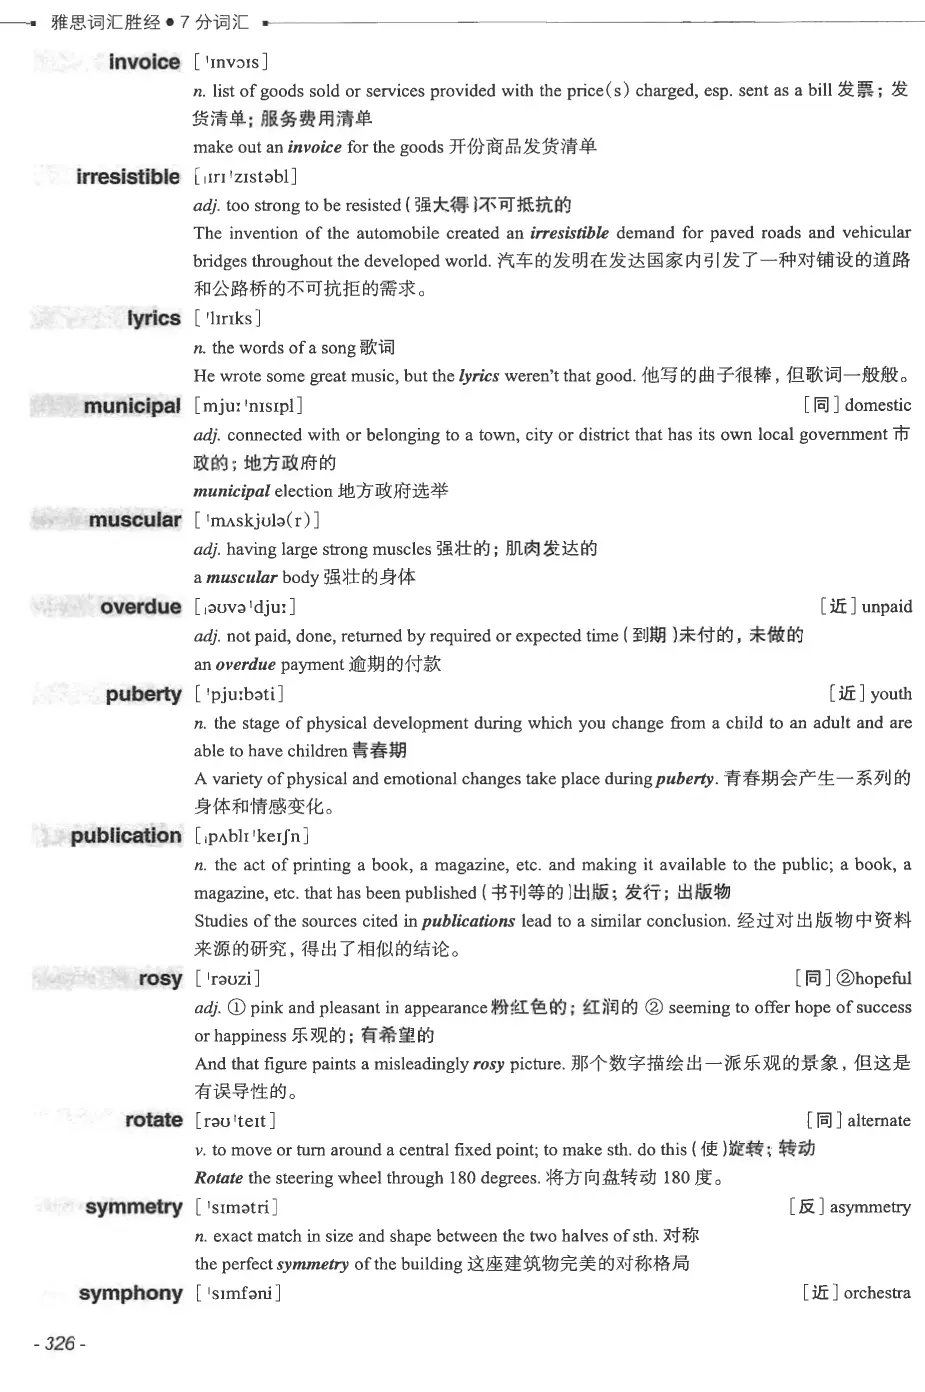 雅思词汇胜经 ● 7 分词汇
invoice [ ˈɪnvɔɪs ]
n. list of goods sold or services provided with the price(s) charged, esp. sent as a bill 发票；发
货清单；服务费用清单
make out an invoice for the goods 开份商品发货清单
irresistible [ ˌɪrɪˈzɪstəbl ]
adj. too strong to be resisted (强大得)不可抵抗的
The invention of the automobile created an irresistible demand for paved roads and vehicular
bridges throughout the developed world. 汽车的发明在发达国家内引发了一种对铺设的道路
和公路桥的不可抗拒的需求。
lyrics [ ˈlɪrɪks ]
n. the words of a song 歌词
He wrote some great music, but the lyrics weren't that good. 他写的曲子很棒，但歌词一般般。
municipal [ mjuːˈnɪsɪpl ] [同] domestic
adj. connected with or belonging to a town, city or district that has its own local government 市
政的；地方政府的
municipal election 地方政府选举
muscular [ ˈmʌskjʊlə(r) ]
adj. having large strong muscles 强壮的；肌肉发达的
a muscular body 强壮的身体
overdue [ ˌəʊvəˈdjuː ] [近] unpaid
adj. not paid, done, returned by required or expected time (到期)未付的，未做的
an overdue payment 逾期的付款
puberty [ ˈpjuːbəti ] [近] youth
n. the stage of physical development during which you change from a child to an adult and are
able to have children 青春期
A variety of physical and emotional changes take place during puberty. 青春期会产生一系列的
身体和情感变化。
publication [ ˌpʌblɪˈkeɪʃn ]
n. the act of printing a book, a magazine, etc. and making it available to the public; a book, a
magazine, etc. that has been published (书刊等的)出版；发行；出版物
Studies of the sources cited in publications lead to a similar conclusion. 经过对出版物中资料
来源的研究，得出了相似的结论。
rosy [ ˈrəʊzi ] [同] ②hopeful
adj. ① pink and pleasant in appearance 粉红色的；红润的 ② seeming to offer hope of success
or happiness 乐观的；有希望的
And that figure paints a misleadingly rosy picture. 那个数字描绘出一派乐观的景象，但这是
有误导性的。
rotate [ rəʊˈteɪt ] [同] alternate
v. to move or turn around a central fixed point; to make sth. do this (使)旋转；转动
Rotate the steering wheel through 180 degrees. 将方向盘转动 180 度。
symmetry [ ˈsɪmətri ] [反] asymmetry
n. exact match in size and shape between the two halves of sth. 对称
the perfect symmetry of the building 这座建筑物完美的对称格局
symphony [ ˈsɪmfəni ] [近] orchestra
- 326 -